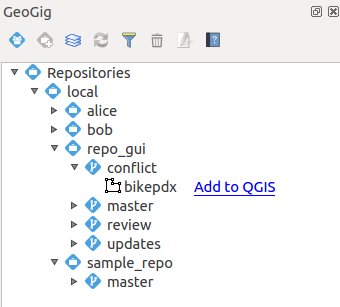 GeoGig
Repositories
local
alice
bob
repo_gui
conflict
bikepdx Add to QGIS
master
review
updates
sample_repo
master